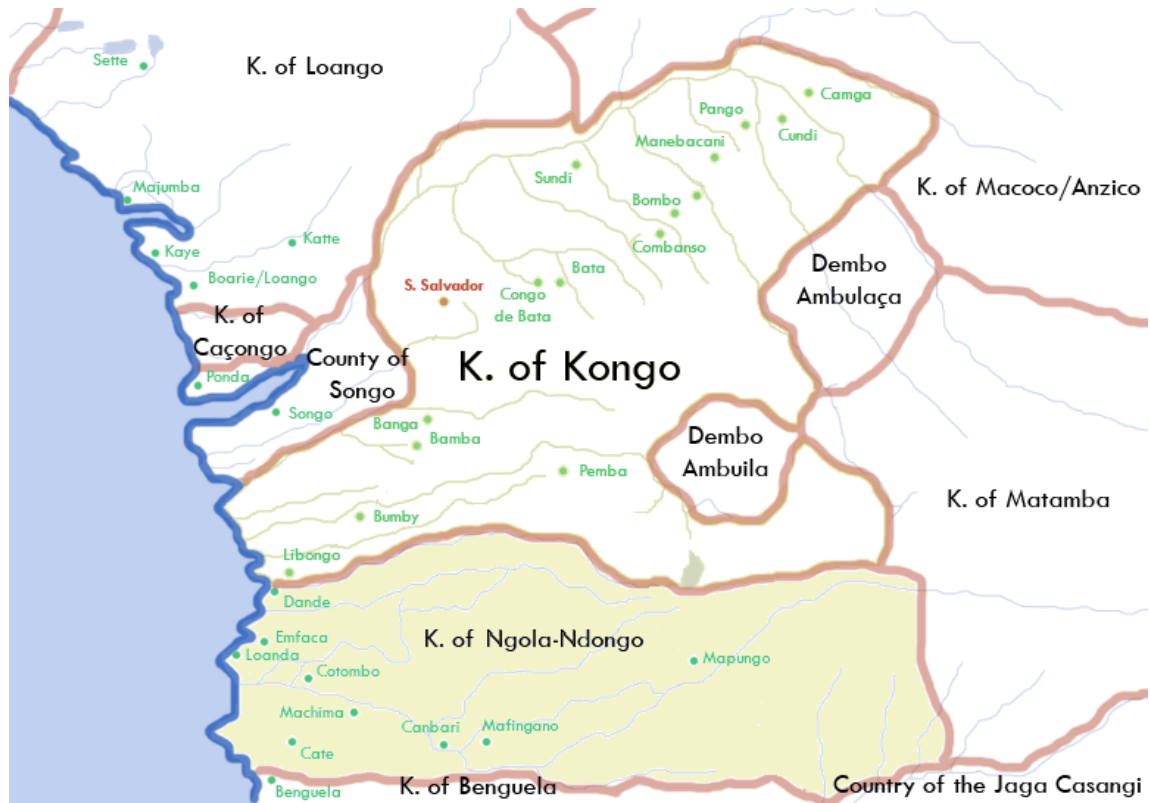 Sette
K. of Loango
Camga
Pango
Cundi
Manebacani
Sundi
K. of Macoco/Anzico
Majumba
Bombo
Katte
Kaye
Combanso
Dembo
Ambulaça
Boarie/Loango
Bata
S. Salvador
Congo
de Bata
K. of
Caçongo
County of
Songo
K. of Kongo
Ponda
Songo
Banga
Bamba
Dembo
Ambuila
Pemba
K. of Matamba
Bumby
Libongo
Dande
Emfaca
K. of Ngola-Ndongo
Loanda
Mapungo
Cotombo
Machima
Canbari
Mafingano
Cate
K. of Benguela
Country of the Jaga Casangi
Benguela